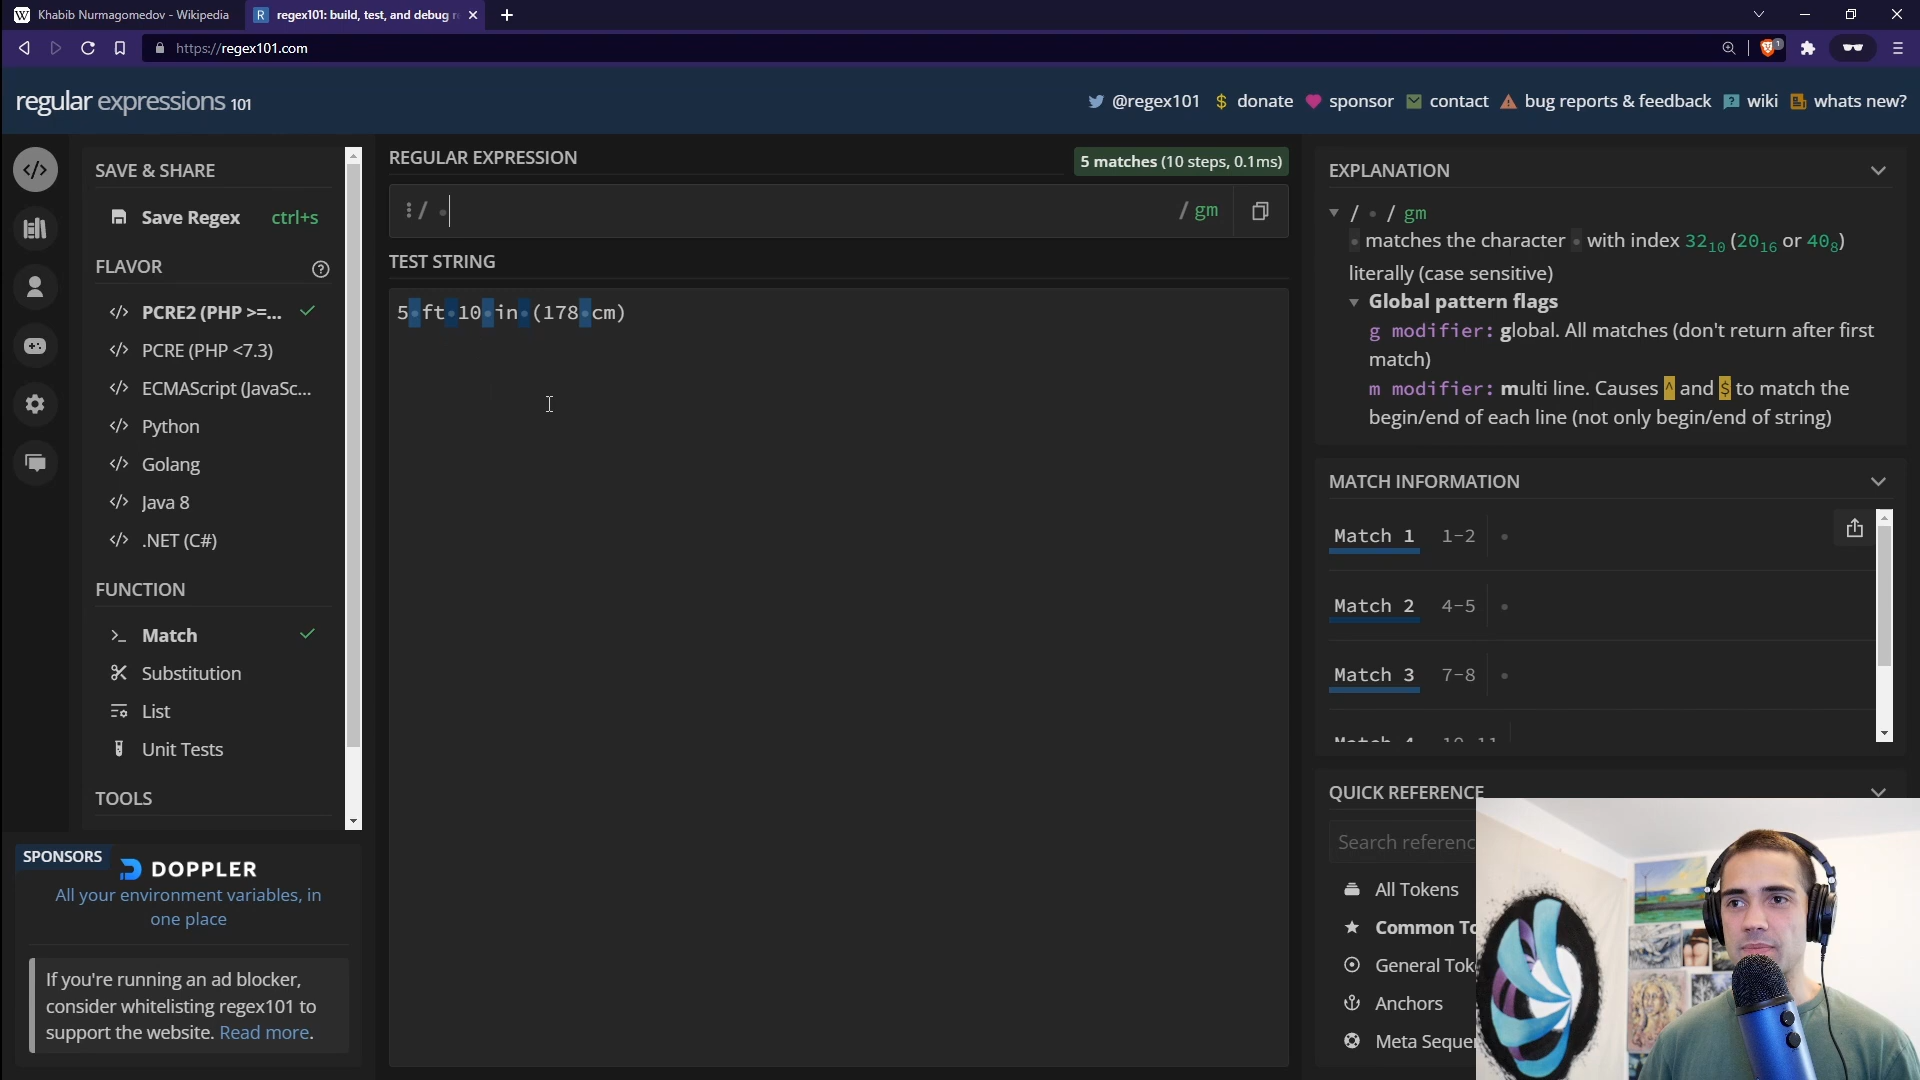 Khabib Nurmagomedov - Wikipedia
regex101: build, test, and debug r
https://regex101.com
1
regular expressions 101
@regex101
$ donate
sponsor
contact
bug reports & feedback
wiki
whats new?
SAVE & SHARE
Save Regex ctrl+s
FLAVOR
</> PCRE2 (PHP >=...
</> PCRE (PHP <7.3)
</> ECMAScript (JavaSc...
</> Python
</> Golang
</> Java 8
</> .NET (C#)
FUNCTION
>_ Match
Substitution
List
Unit Tests
TOOLS
SPONSORS
DOPPLER
All your environment variables, in
one place
If you're running an ad blocker,
consider whitelisting regex101 to
support the website. Read more.
REGULAR EXPRESSION
5 matches (10 steps, 0.1ms)
/ / gm
TEST STRING
5 ft 10 in (178 cm)
EXPLANATION
/ / gm
matches the character with index 32₁₀ (20₁₆ or 40₈)
literally (case sensitive)
Global pattern flags
g modifier: global. All matches (don't return after first
match)
m modifier: multi line. Causes ^ and $ to match the
begin/end of each line (not only begin/end of string)
MATCH INFORMATION
Match 1 1-2
Match 2 4-5
Match 3 7-8
Match 4 10-11
QUICK REFERENCE
Search referenc
All Tokens
Common To
General Tok
Anchors
Meta Sequen